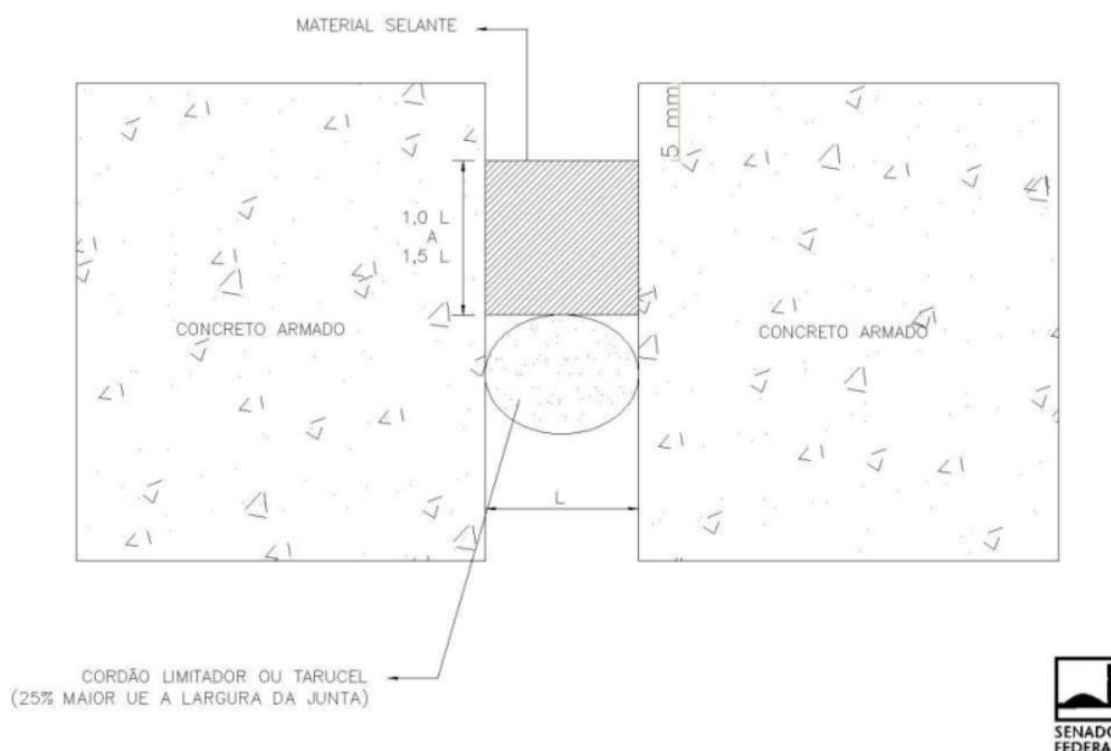 MATERIAL SELANTE
5 mm
1,0 L
A
1,5 L
CONCRETO ARMADO
CONCRETO ARMADO
L
CORDÃO LIMITADOR OU TARUCEL
(25% MAIOR UE A LARGURA DA JUNTA)
SENADO
FEDERA